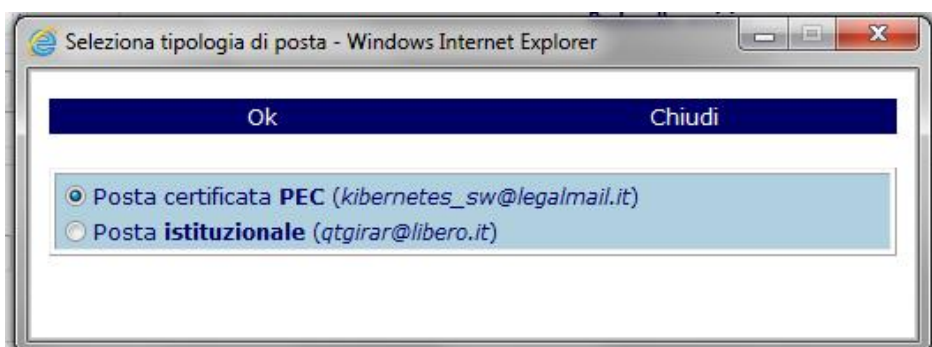 Seleziona tipologia di posta - Windows Internet Explorer
Ok Chiudi
Posta certificata PEC (kibernetes_sw@legalmail.it)
Posta istituzionale (qtgirar@libero.it)